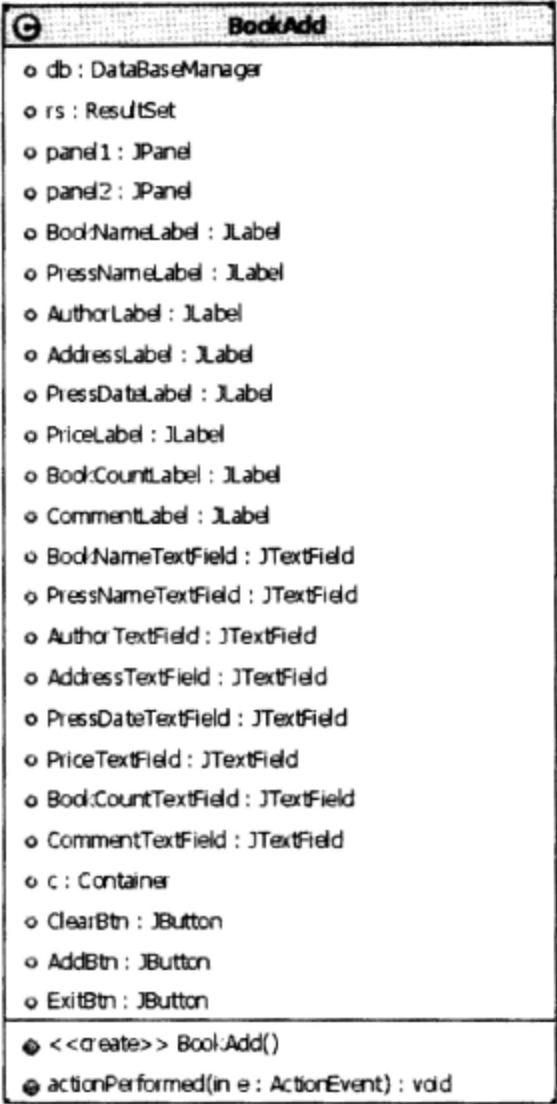 BookAdd
db : DataBaseManager
rs : ResultSet
panel1 : JPanel
panel2 : JPanel
BookNameLabel : JLabel
PressNameLabel : JLabel
AuthorLabel : JLabel
AddressLabel : JLabel
PressDateLabel : JLabel
PriceLabel : JLabel
BookCountLabel : JLabel
CommentLabel : JLabel
BookNameTextField : JTextField
PressNameTextField : JTextField
AuthorTextField : JTextField
AddressTextField : JTextField
PressDateTextField : JTextField
PriceTextField : JTextField
BookCountTextField : JTextField
CommentTextField : JTextField
c : Container
ClearBtn : JButton
AddBtn : JButton
ExitBtn : JButton
<<create>> BookAdd()
actionPerformed(in e : ActionEvent) : void